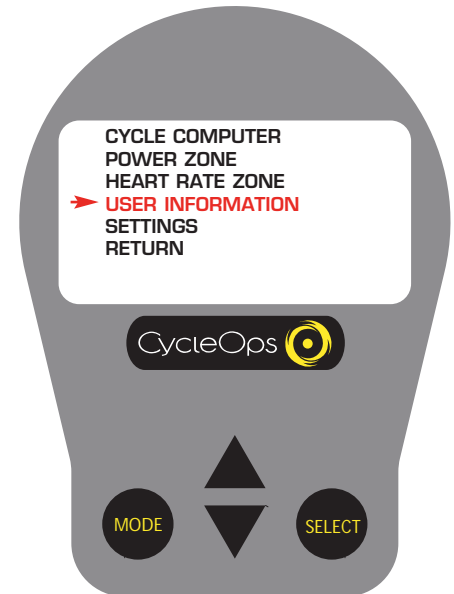 CYCLE COMPUTER
POWER ZONE
HEART RATE ZONE
USER INFORMATION
SETTINGS
RETURN
CycleOps
MODE
SELECT